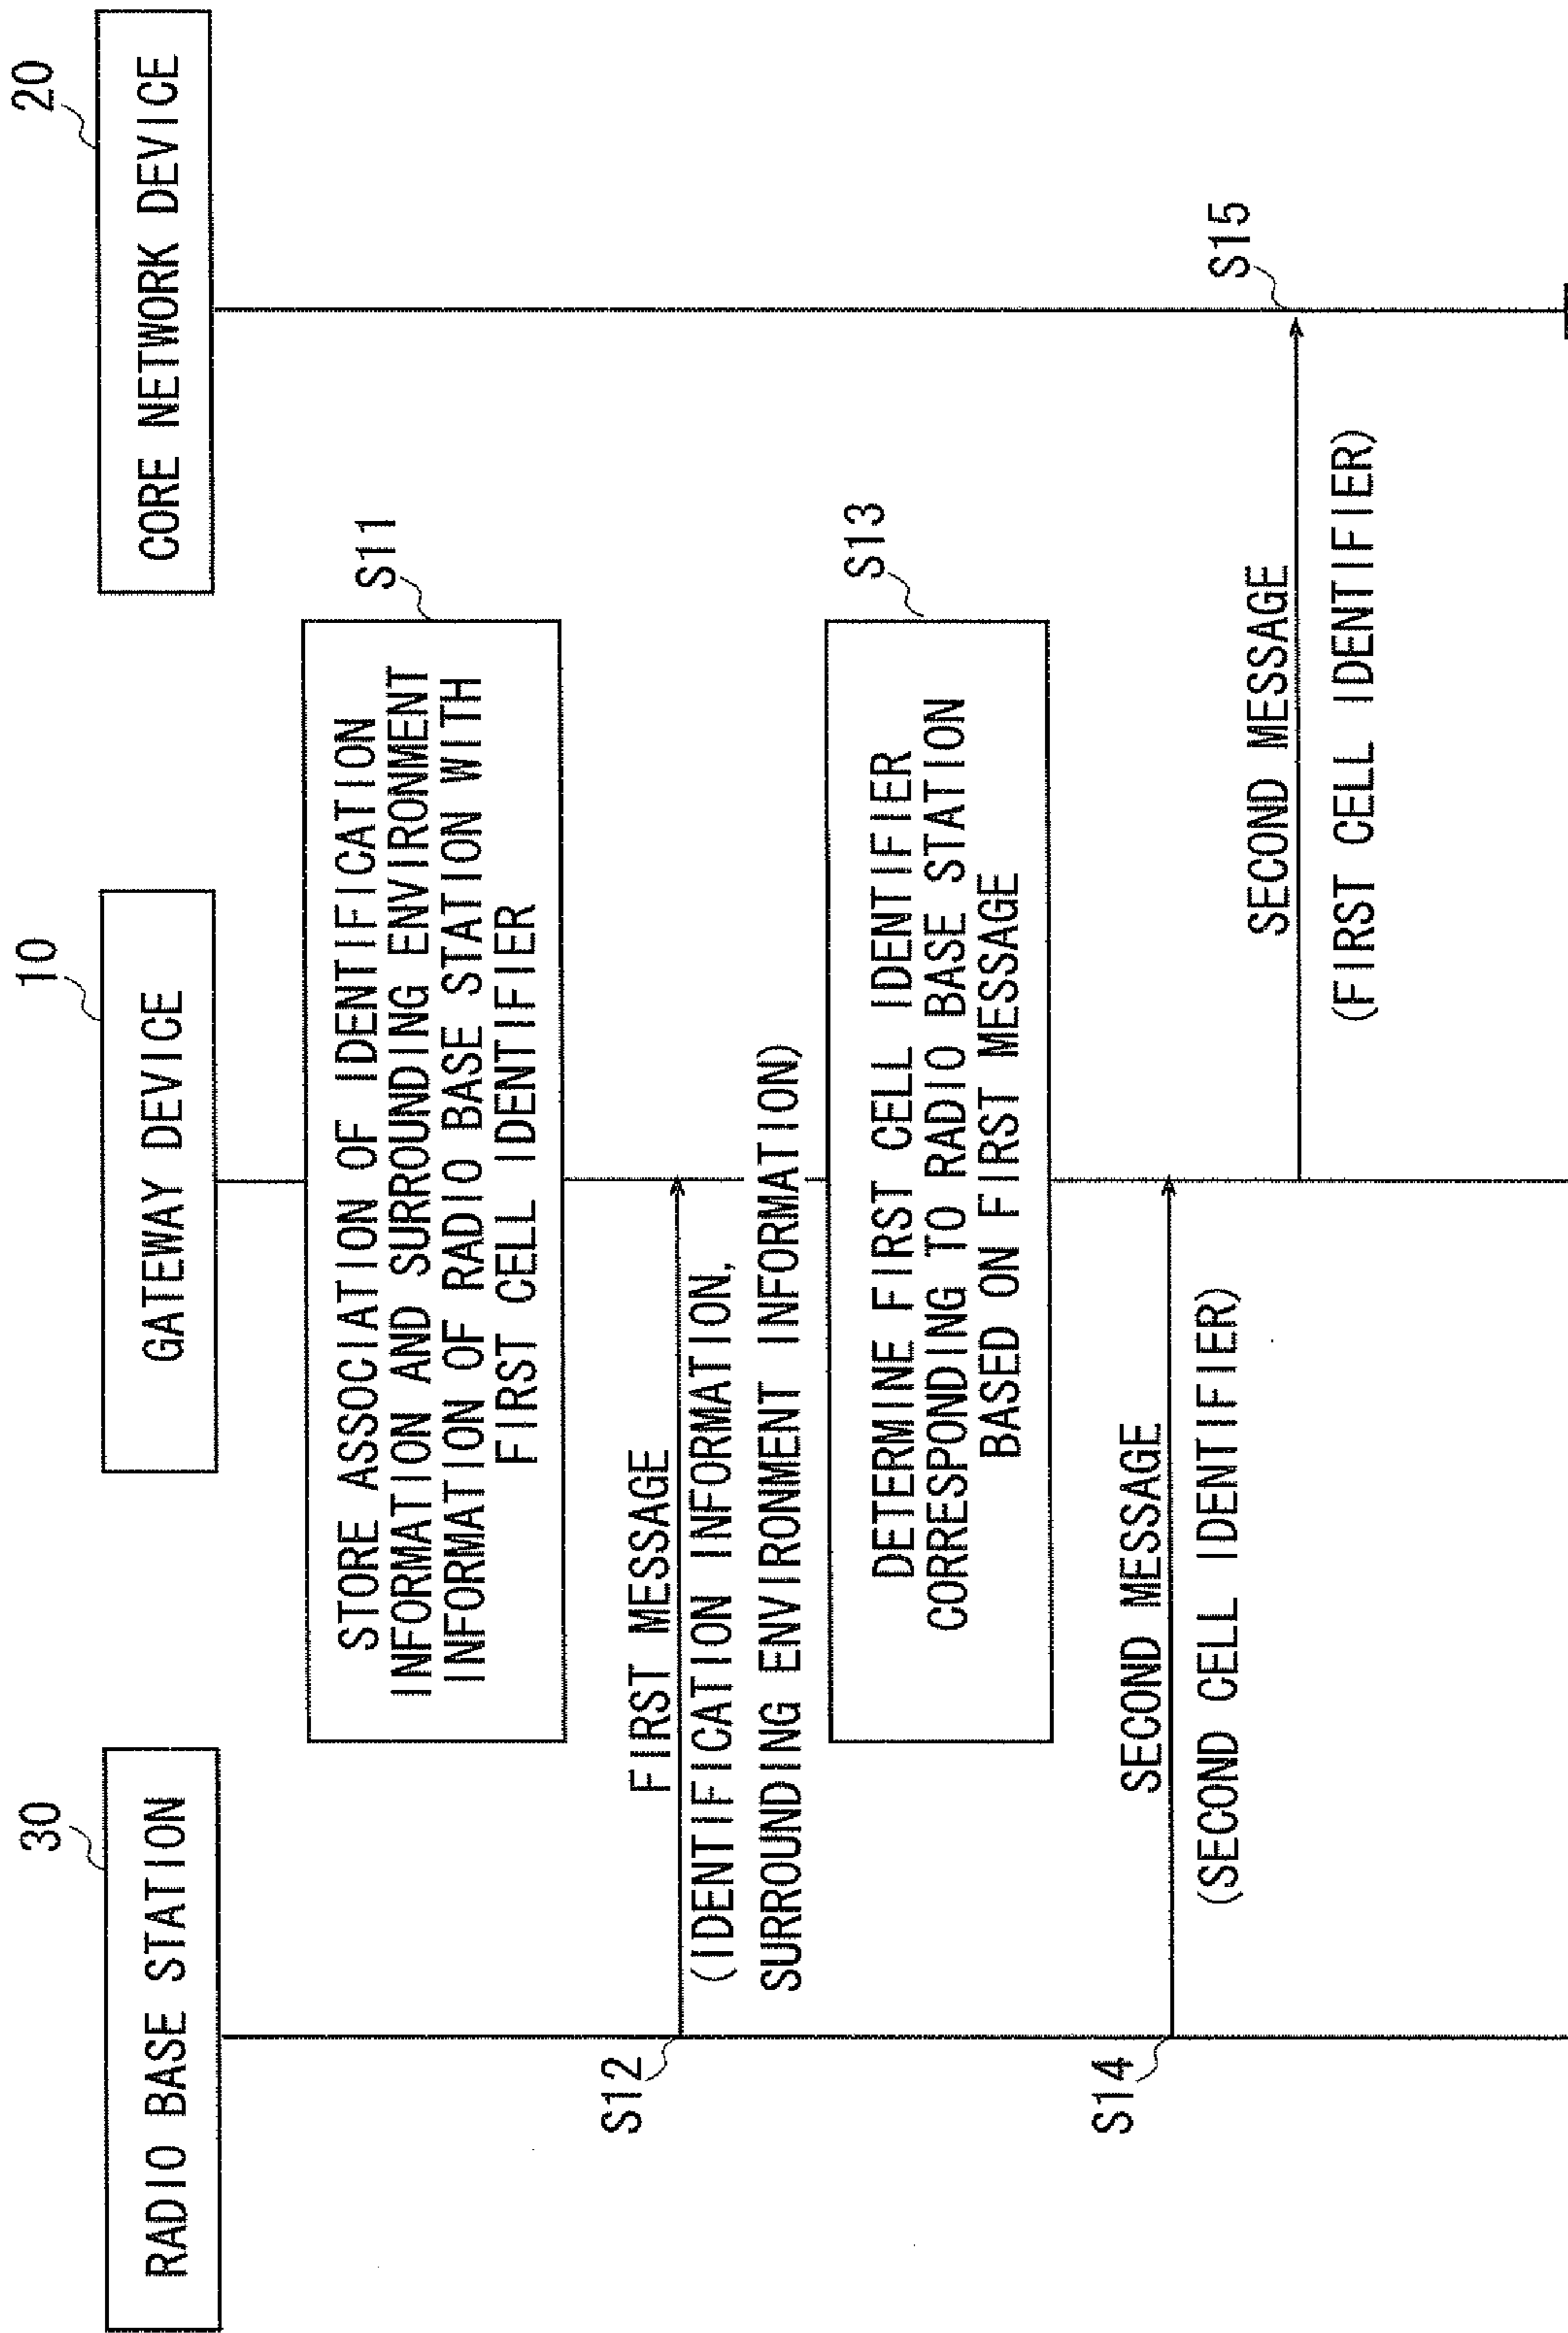 30
RADIO BASE STATION
10
GATEWAY DEVICE
20
CORE NETWORK DEVICE
S11
STORE ASSOCIATION OF IDENTIFICATION
INFORMATION AND SURROUNDING ENVIRONMENT
INFORMATION OF RADIO BASE STATION WITH
FIRST CELL IDENTIFIER
S12
FIRST MESSAGE
(IDENTIFICATION INFORMATION,
SURROUNDING ENVIRONMENT INFORMATION)
S13
DETERMINE FIRST CELL IDENTIFIER
CORRESPONDING TO RADIO BASE STATION
BASED ON FIRST MESSAGE
S14
SECOND MESSAGE
(SECOND CELL IDENTIFIER)
S15
SECOND MESSAGE
(FIRST CELL IDENTIFIER)